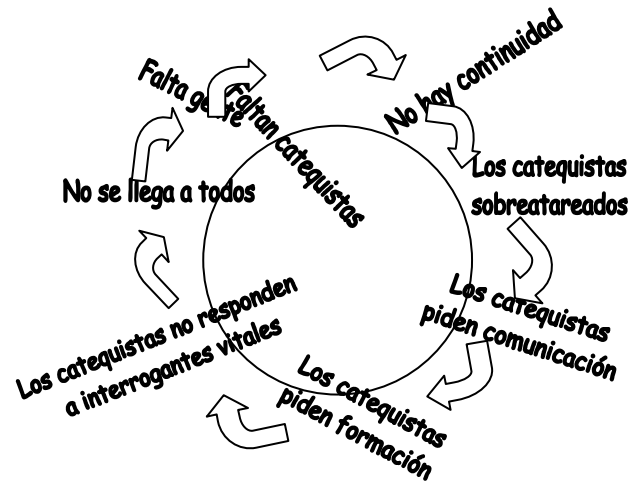 Falta gente
Faltan catequistas
No hay continuidad
Los catequistas
sobreatareados
Los catequistas
piden comunicación
Los catequistas
piden formación
Los catequistas no responden
a interrogantes vitales
No se llega a todos